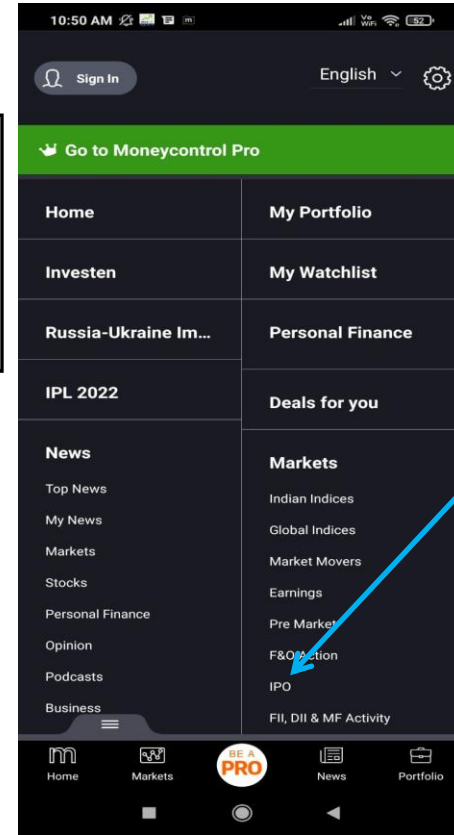 10:50 AM
Vo WiFi 52
Sign In
English
Go to Moneycontrol Pro
Home
My Portfolio
Investen
My Watchlist
Russia-Ukraine Im...
Personal Finance
IPL 2022
Deals for you
News
Markets
Top News
Indian Indices
My News
Global Indices
Markets
Market Movers
Stocks
Earnings
Personal Finance
Pre Market
Opinion
F&O Action
Podcasts
IPO
Business
FII, DII & MF Activity
m
Home
Markets
BE A
PRO
News
Portfolio